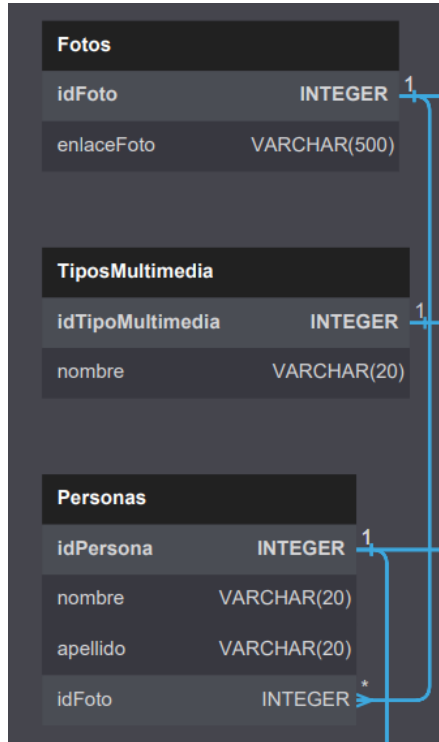 Fotos
idFoto INTEGER 1
enlaceFoto VARCHAR(500)
TiposMultimedia
idTipoMultimedia INTEGER 1
nombre VARCHAR(20)
Personas
idPersona INTEGER 1
nombre VARCHAR(20)
apellido VARCHAR(20)
idFoto INTEGER *